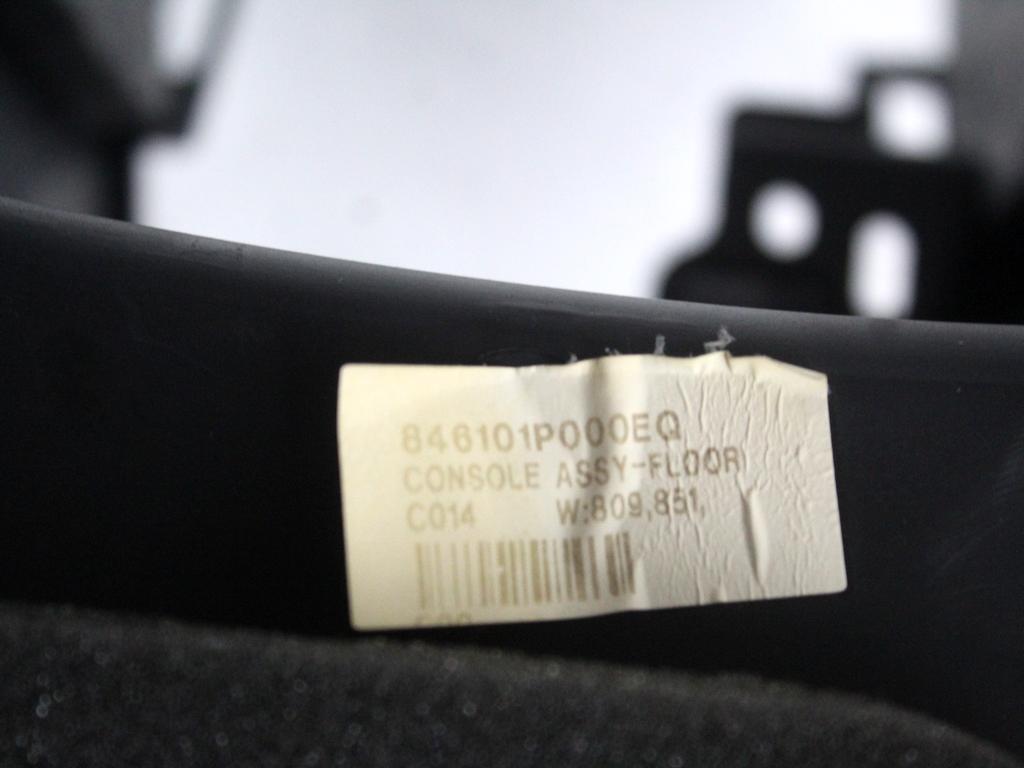 846101P000EQ
CONSOLE ASSY-FLOOR
C014 W:809,851,